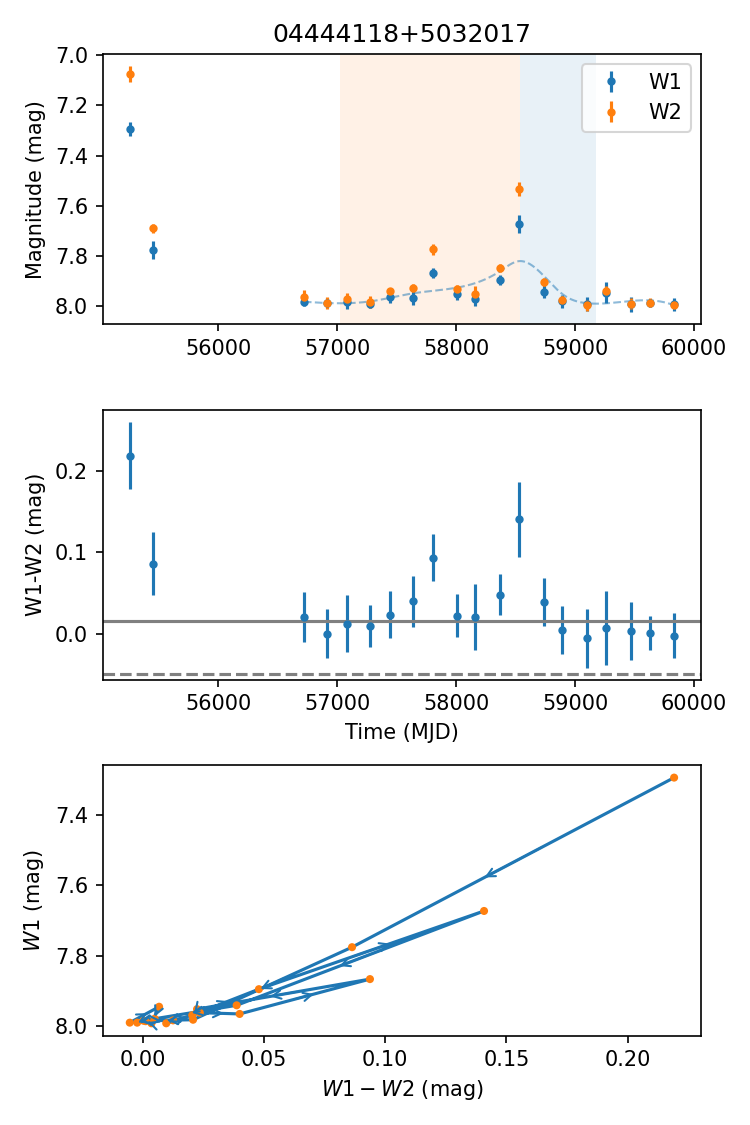 04444118+5032017
Magnitude (mag)
7.0
7.2
7.4
7.6
7.8
8.0
W1
W2
56000 57000 58000 59000 60000
W1-W2 (mag)
0.2
0.1
0.0
56000 57000 58000 59000 60000
Time (MJD)
W1 (mag)
7.4
7.6
7.8
8.0
0.00 0.05 0.10 0.15 0.20
W1 − W2 (mag)